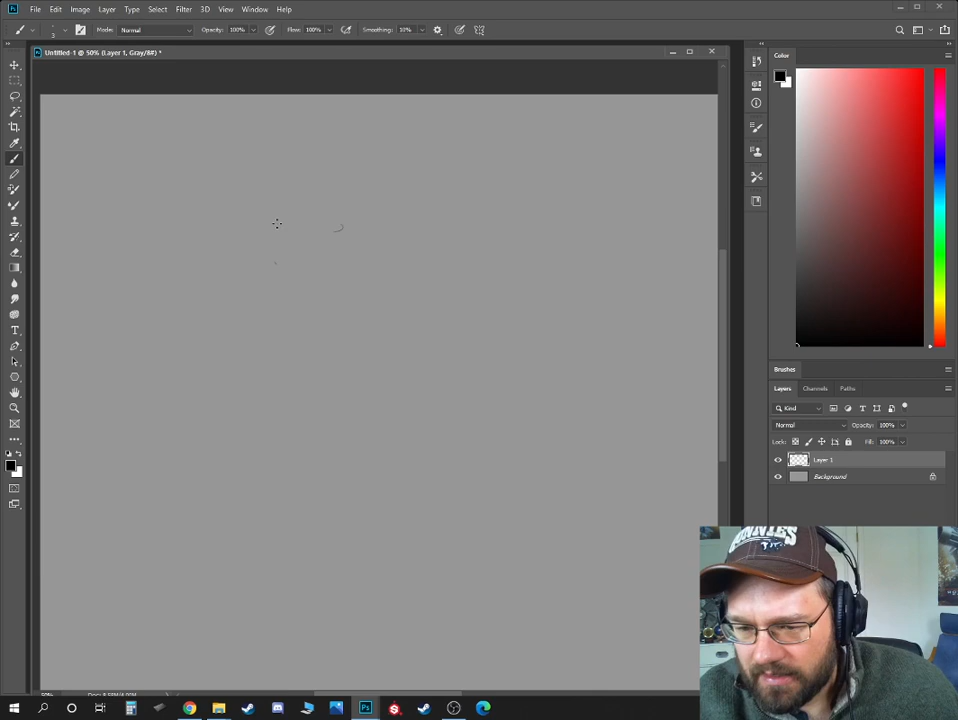 File Edit Image Layer Type Select Filter 3D View Window Help
3 Mode: Normal Opacity: 100% Flow: 100% Smoothing: 10%
Untitled-1 @ 50% (Layer 1, Gray/8#) *
Color
Brushes
Layers Channels Paths
Kind
Normal Opacity: 100%
Lock: Fill: 100%
Layer 1
Background